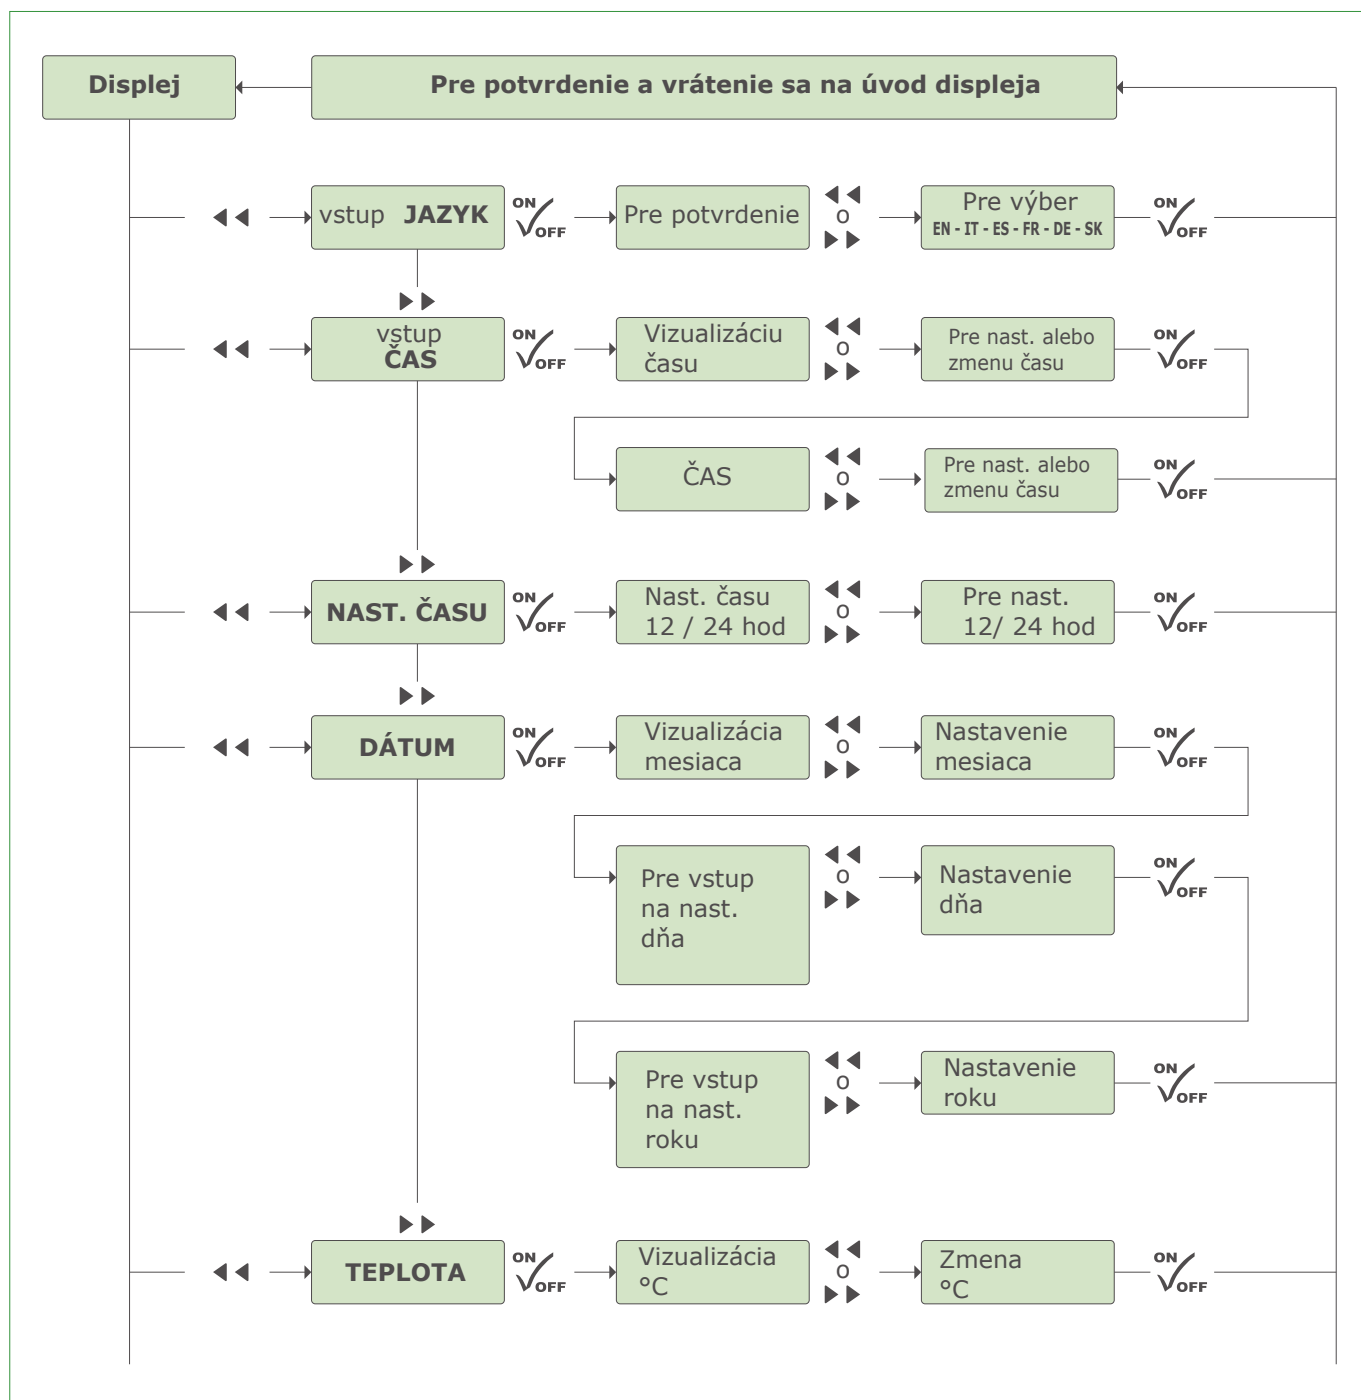 Displej
Pre potvrdenie a vrátenie sa na úvod displeja
vstup JAZYK
ON
OFF
Pre potvrdenie
o
Pre výber
EN - IT - ES - FR - DE - SK
ON
OFF
vstup
ČAS
ON
OFF
Vizualizáciu
času
o
Pre nast. alebo
zmenu času
ON
OFF
ČAS
o
Pre nast. alebo
zmenu času
ON
OFF
NAST. ČASU
ON
OFF
Nast. času
12 / 24 hod
o
Pre nast.
12/ 24 hod
ON
OFF
DÁTUM
ON
OFF
Vizualizácia
mesiaca
o
Nastavenie
mesiaca
ON
OFF
Pre vstup
na nast.
dňa
o
Nastavenie
dňa
ON
OFF
Pre vstup
na nast.
roku
o
Nastavenie
roku
ON
OFF
TEPLOTA
ON
OFF
Vizualizácia
°C
o
Zmena
°C
ON
OFF